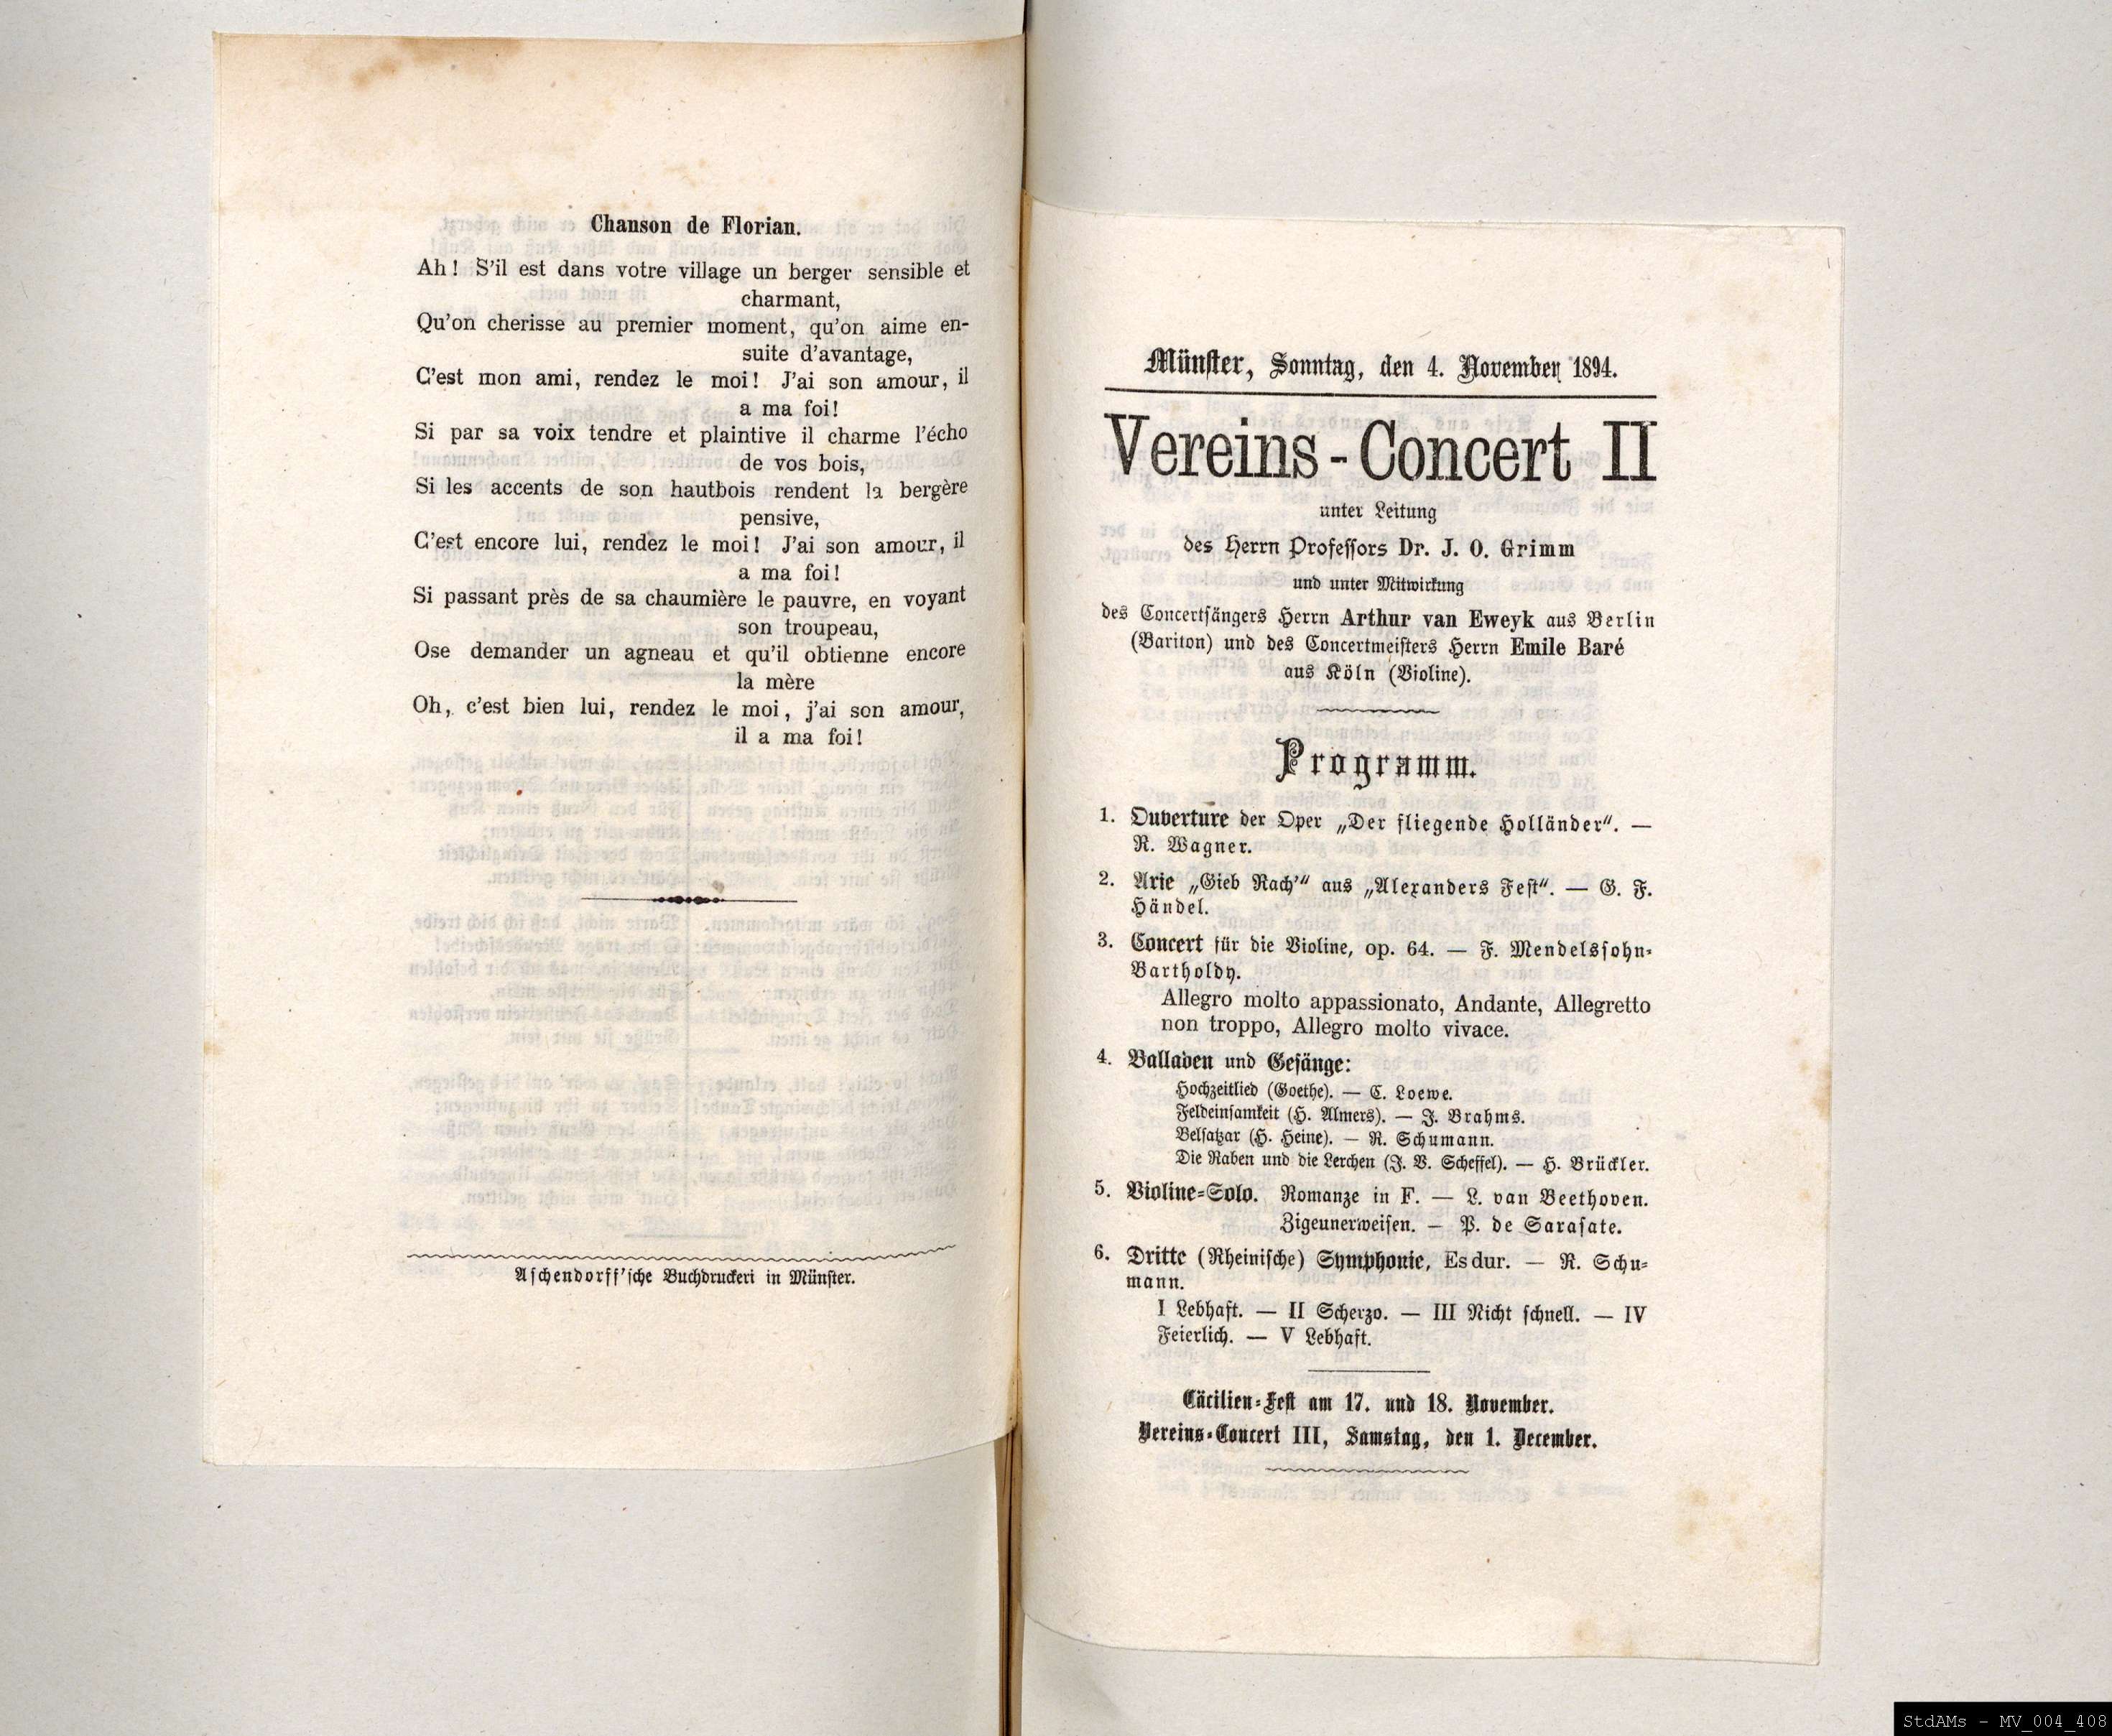 Chanson de Florian.
Ah! S'il est dans votre village un berger sensible et
charmant,
Qu'on cherisse au premier moment, qu'on aime en-
suite d'avantage,
C'est mon ami, rendez le moi! J'ai son amour, il
a ma foi!
Si par sa voix tendre et plaintive il charme l'écho
de vos bois,
Si les accents de son hautbois rendent la bergère
pensive,
C'est encore lui, rendez le moi! J'ai son amour, il
a ma foi!
Si passant près de sa chaumière le pauvre, en voyant
son troupeau,
Ose demander un agneau et qu'il obtienne encore
la mère
Oh, c'est bien lui, rendez le moi, j'ai son amour,
il a ma foi!
Aschendorff'sche Buchdruckeri in Münster.
Münster, Sonntag, den 4. November 1894.
Vereins-Concert II
unter Leitung
des Herrn Professors Dr. J. O. Grimm
und unter Mitwirkung
des Concertsängers Herrn Arthur van Eweyk aus Berlin
(Bariton) und des Concertmeisters Herrn Emile Baré
aus Köln (Violine).
Programm.
1. Ouverture der Oper „Der fliegende Holländer“. —
R. Wagner.
2. Arie „Gieb Rach'“ aus „Alexanders Fest“. — G. F.
Händel.
3. Concert für die Violine, op. 64. — F. Mendelssohn-
Bartholdy.
Allegro molto appassionato, Andante, Allegretto
non troppo, Allegro molto vivace.
4. Balladen und Gesänge:
Hochzeitlied (Goethe). — C. Loewe.
Feldeinsamkeit (H. Almers). — J. Brahms.
Belsatzar (H. Heine). — R. Schumann.
Die Raben und die Lerchen (J. V. Scheffel). — H. Brückler.
5. Violine-Solo. Romanze in F. — L. van Beethoven.
Zigeunerweisen. — P. de Sarasate.
6. Dritte (Rheinische) Symphonie, Es dur. — R. Schu-
mann.
I Lebhaft. — II Scherzo. — III Nicht schnell. — IV
Feierlich. — V Lebhaft.
Cäcilien-Fest am 17. und 18. November.
Vereins-Concert III, Samstag, den 1. December.
StdAMs - MV_004_408